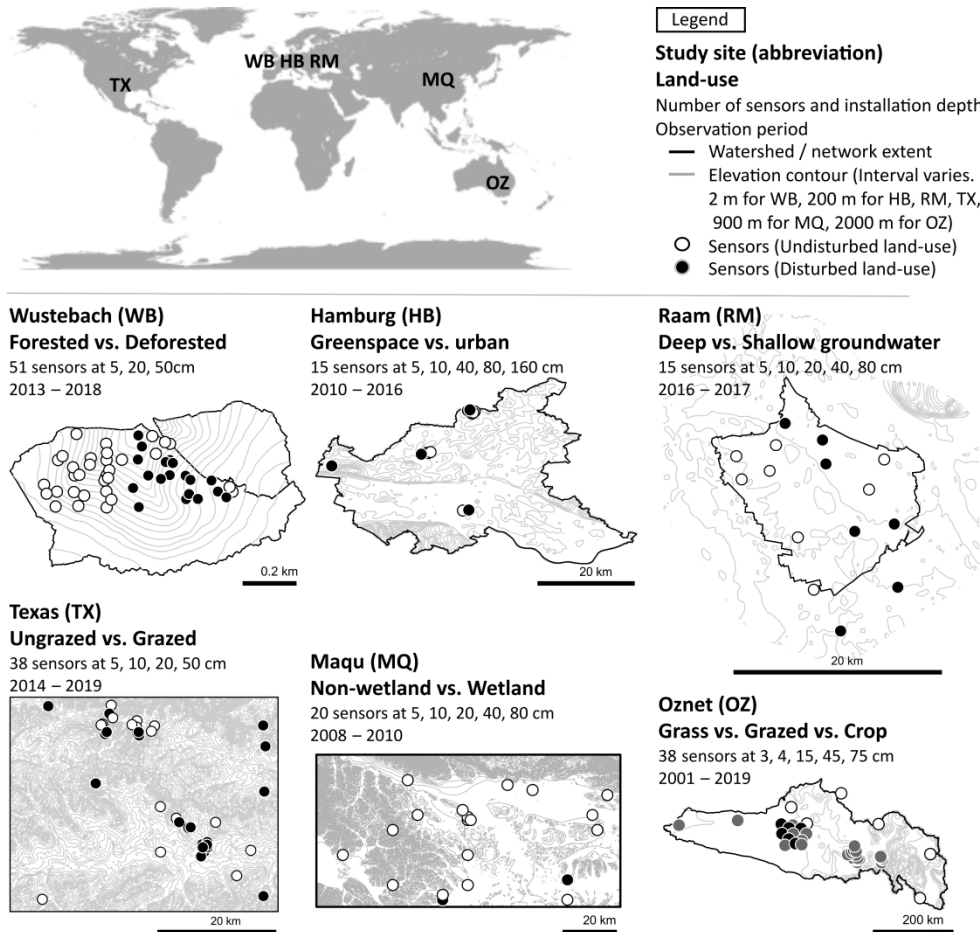 WB HB RM
TX
MQ
OZ
Legend
Study site (abbreviation)
Land-use
Number of sensors and installation depth
Observation period
Watershed / network extent
Elevation contour (Interval varies.
2 m for WB, 200 m for HB, RM, TX,
900 m for MQ, 2000 m for OZ)
Sensors (Undisturbed land-use)
Sensors (Disturbed land-use)
Wustebach (WB)
Forested vs. Deforested
51 sensors at 5, 20, 50cm
2013 – 2018
0.2 km
Hamburg (HB)
Greenspace vs. urban
15 sensors at 5, 10, 40, 80, 160 cm
2010 – 2016
20 km
Raam (RM)
Deep vs. Shallow groundwater
15 sensors at 5, 10, 20, 40, 80 cm
2016 – 2017
20 km
Texas (TX)
Ungrazed vs. Grazed
38 sensors at 5, 10, 20, 50 cm
2014 – 2019
20 km
Maqu (MQ)
Non-wetland vs. Wetland
20 sensors at 5, 10, 20, 40, 80 cm
2008 – 2010
20 km
Oznet (OZ)
Grass vs. Grazed vs. Crop
38 sensors at 3, 4, 15, 45, 75 cm
2001 – 2019
200 km